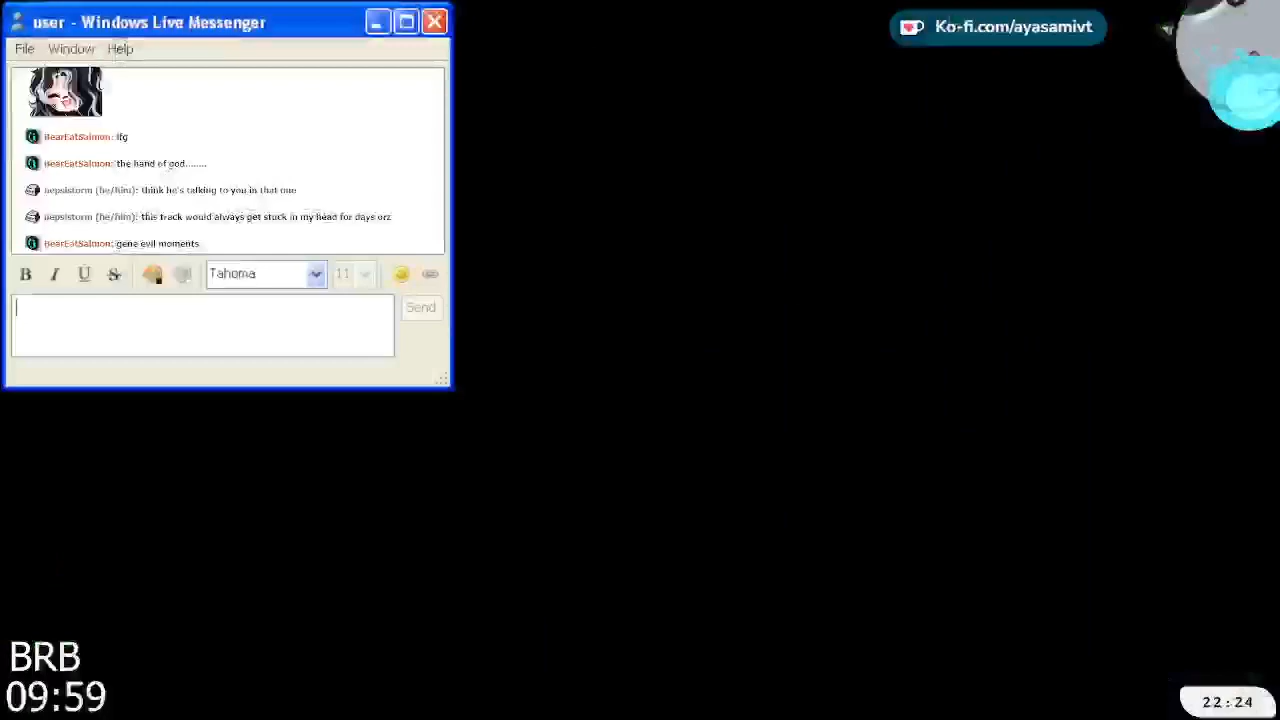 user - Windows Live Messenger
Ko-fi.com/ayasamivt
File Window Help
BearEatSalmon: lfg
BearEatSalmon: the hand of god........
nepsistorm (he/him): think he's talking to you in that one
nepsistorm (he/him): this track would always get stuck in my head for days orz
BearEatSalmon: gene evil moments
B I U S Tahoma 11
Send
BRB
09:59
22:24